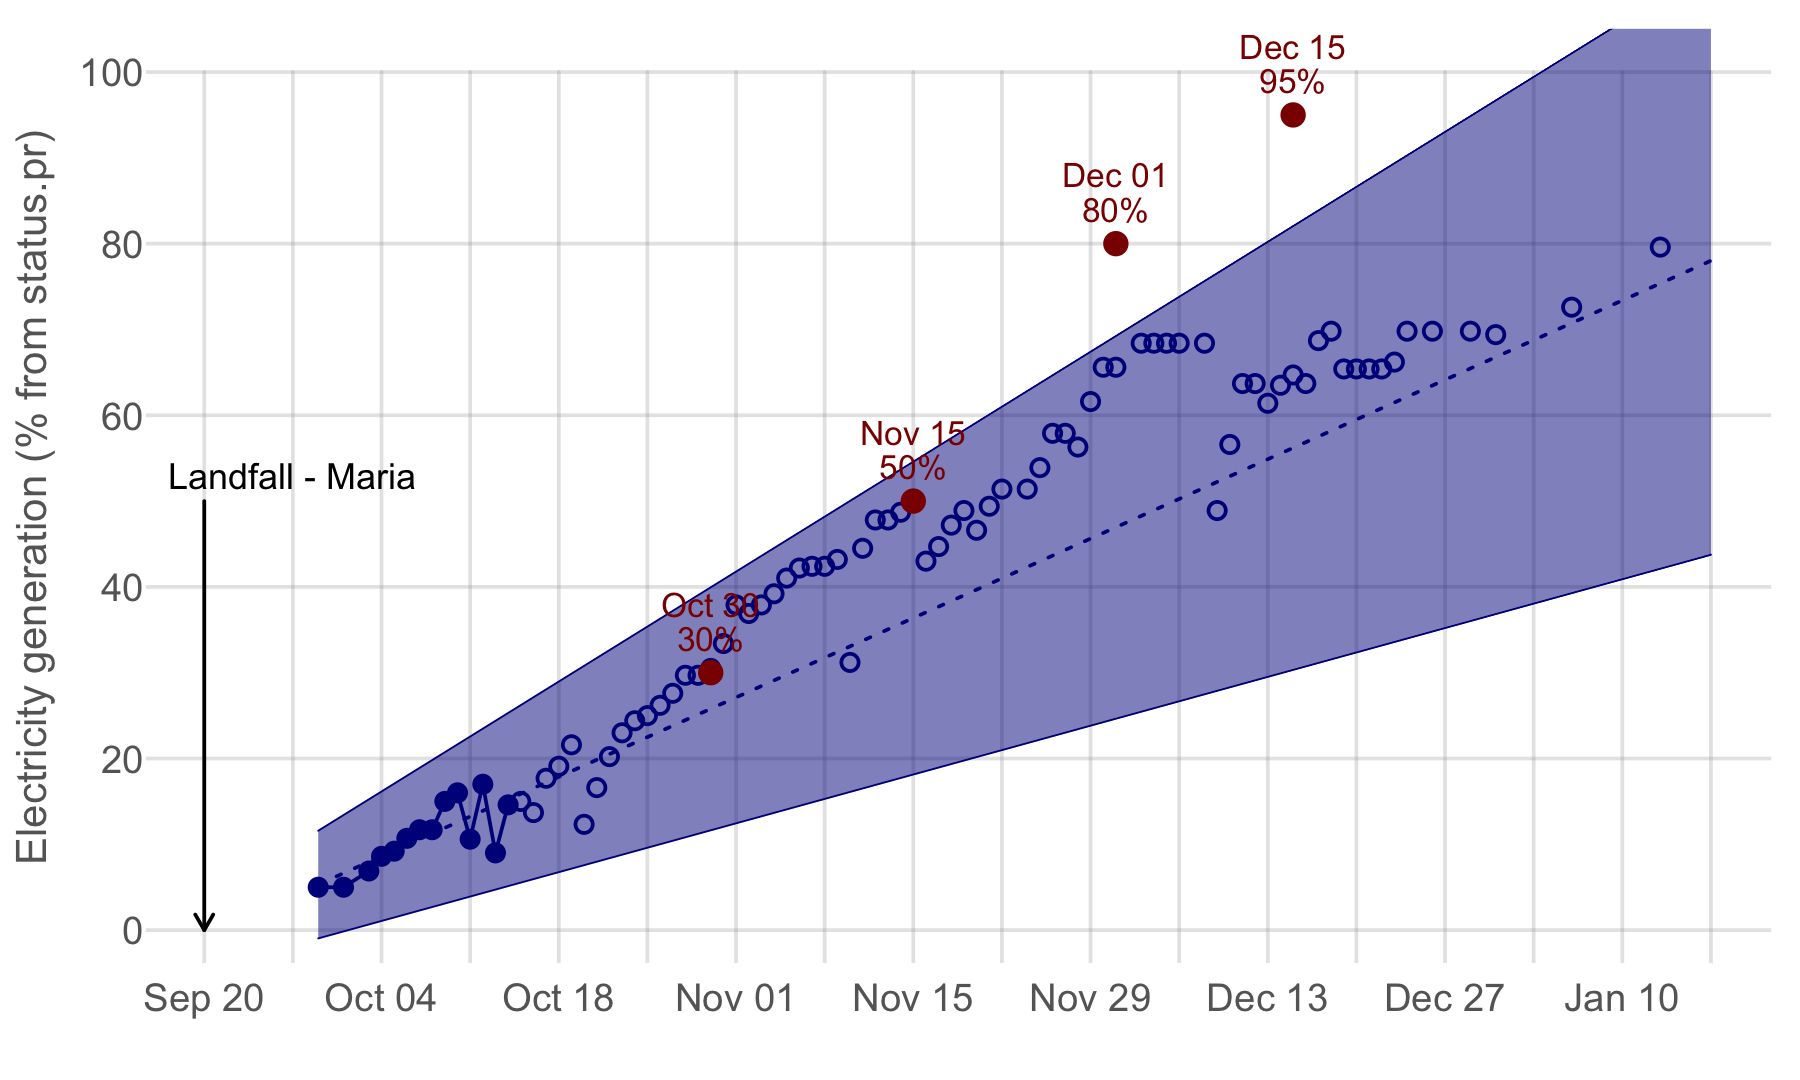 Electricity generation (% from status.pr)
100
80
60
40
20
0
Dec 15
95%
Dec 01
80%
Nov 15
50%
Oct 30
30%
Landfall - Maria
Sep 20
Oct 04
Oct 18
Nov 01
Nov 15
Nov 29
Dec 13
Dec 27
Jan 10